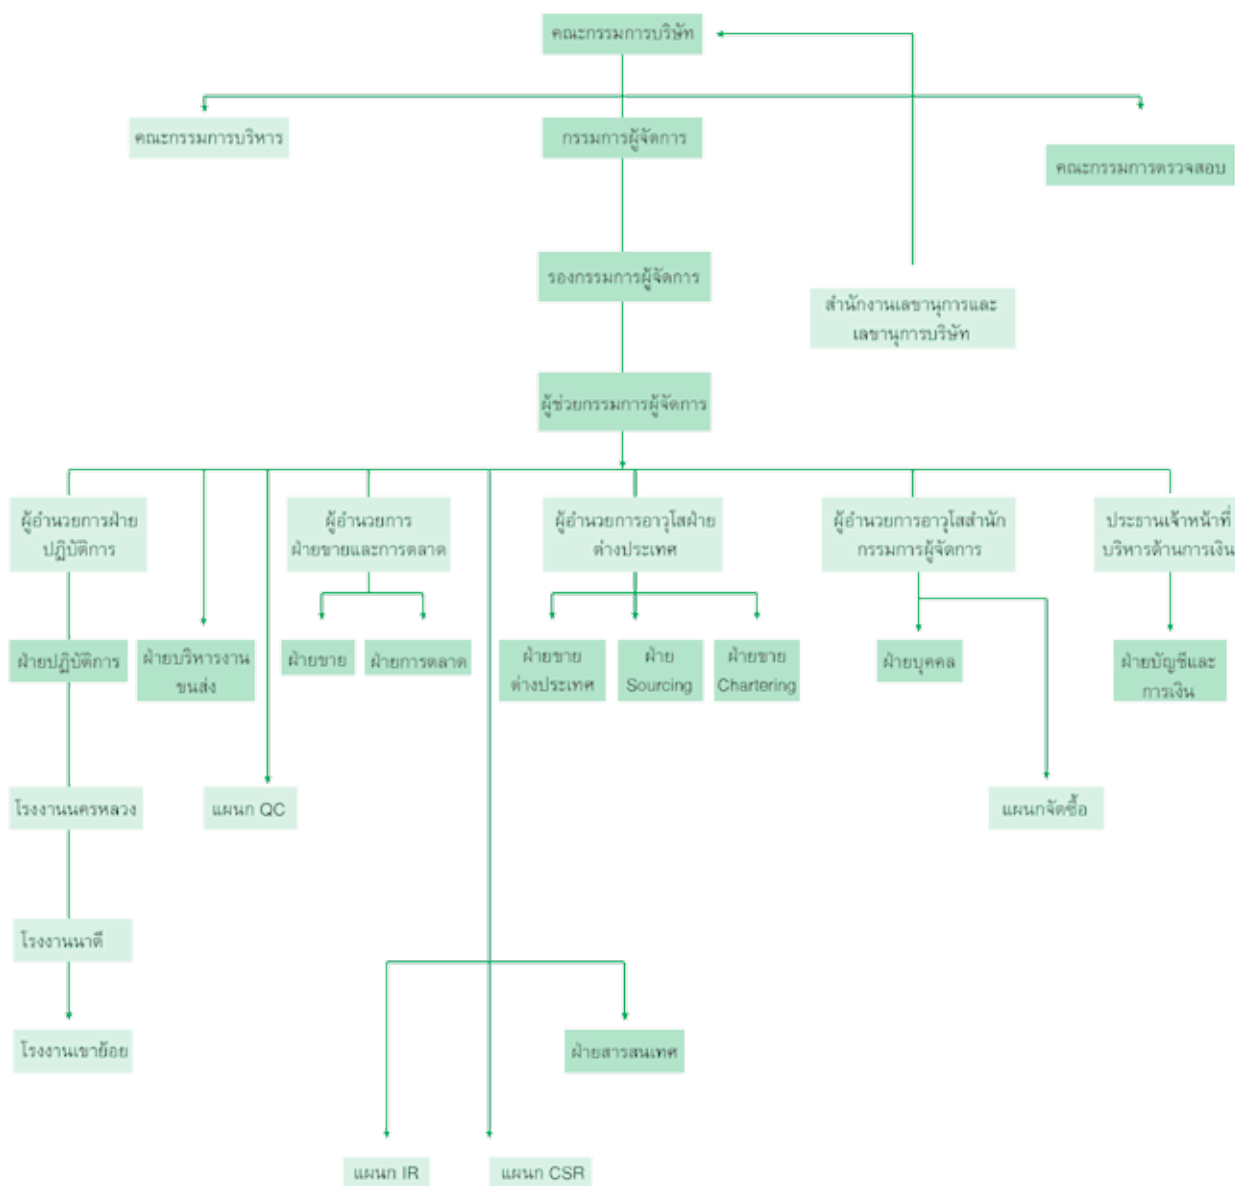 คณะกรรมการบริษัท
คณะกรรมการบริหาร
กรรมการผู้จัดการ
คณะกรรมการตรวจสอบ
รองกรรมการผู้จัดการ
สำนักงานเลขานุการและ
เลขานุการบริษัท
ผู้ช่วยกรรมการผู้จัดการ
ผู้อำนวยการฝ่าย
ปฏิบัติการ
ผู้อำนวยการ
ฝ่ายขายและการตลาด
ผู้อำนวยการอาวุโสฝ่าย
ต่างประเทศ
ผู้อำนวยการอาวุโสสำนัก
กรรมการผู้จัดการ
ประธานเจ้าหน้าที่
บริหารด้านการเงิน
ฝ่ายปฏิบัติการ
ฝ่ายบริหารงาน
ขนส่ง
ฝ่ายขาย
ฝ่ายการตลาด
ฝ่ายขาย
ต่างประเทศ
ฝ่าย
Sourcing
ฝ่ายขาย
Chartering
ฝ่ายบุคคล
ฝ่ายบัญชีและ
การเงิน
โรงงานนครหลวง
แผนก QC
แผนกจัดซื้อ
โรงงานนาดี
โรงงานเขาย้อย
ฝ่ายสารสนเทศ
แผนก IR
แผนก CSR